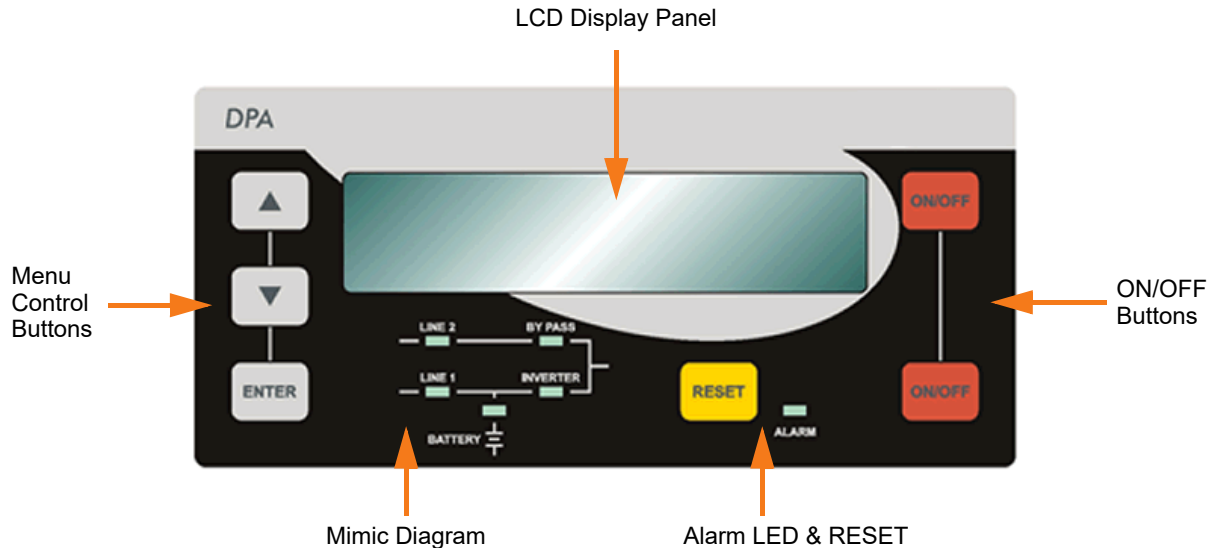 LCD Display Panel
DPA
ON/OFF
Menu
Control
Buttons
ON/OFF
Buttons
LINE 2
BY PASS
LINE 1
INVERTER
ENTER
RESET
ON/OFF
BATTERY
ALARM
Mimic Diagram
Alarm LED & RESET